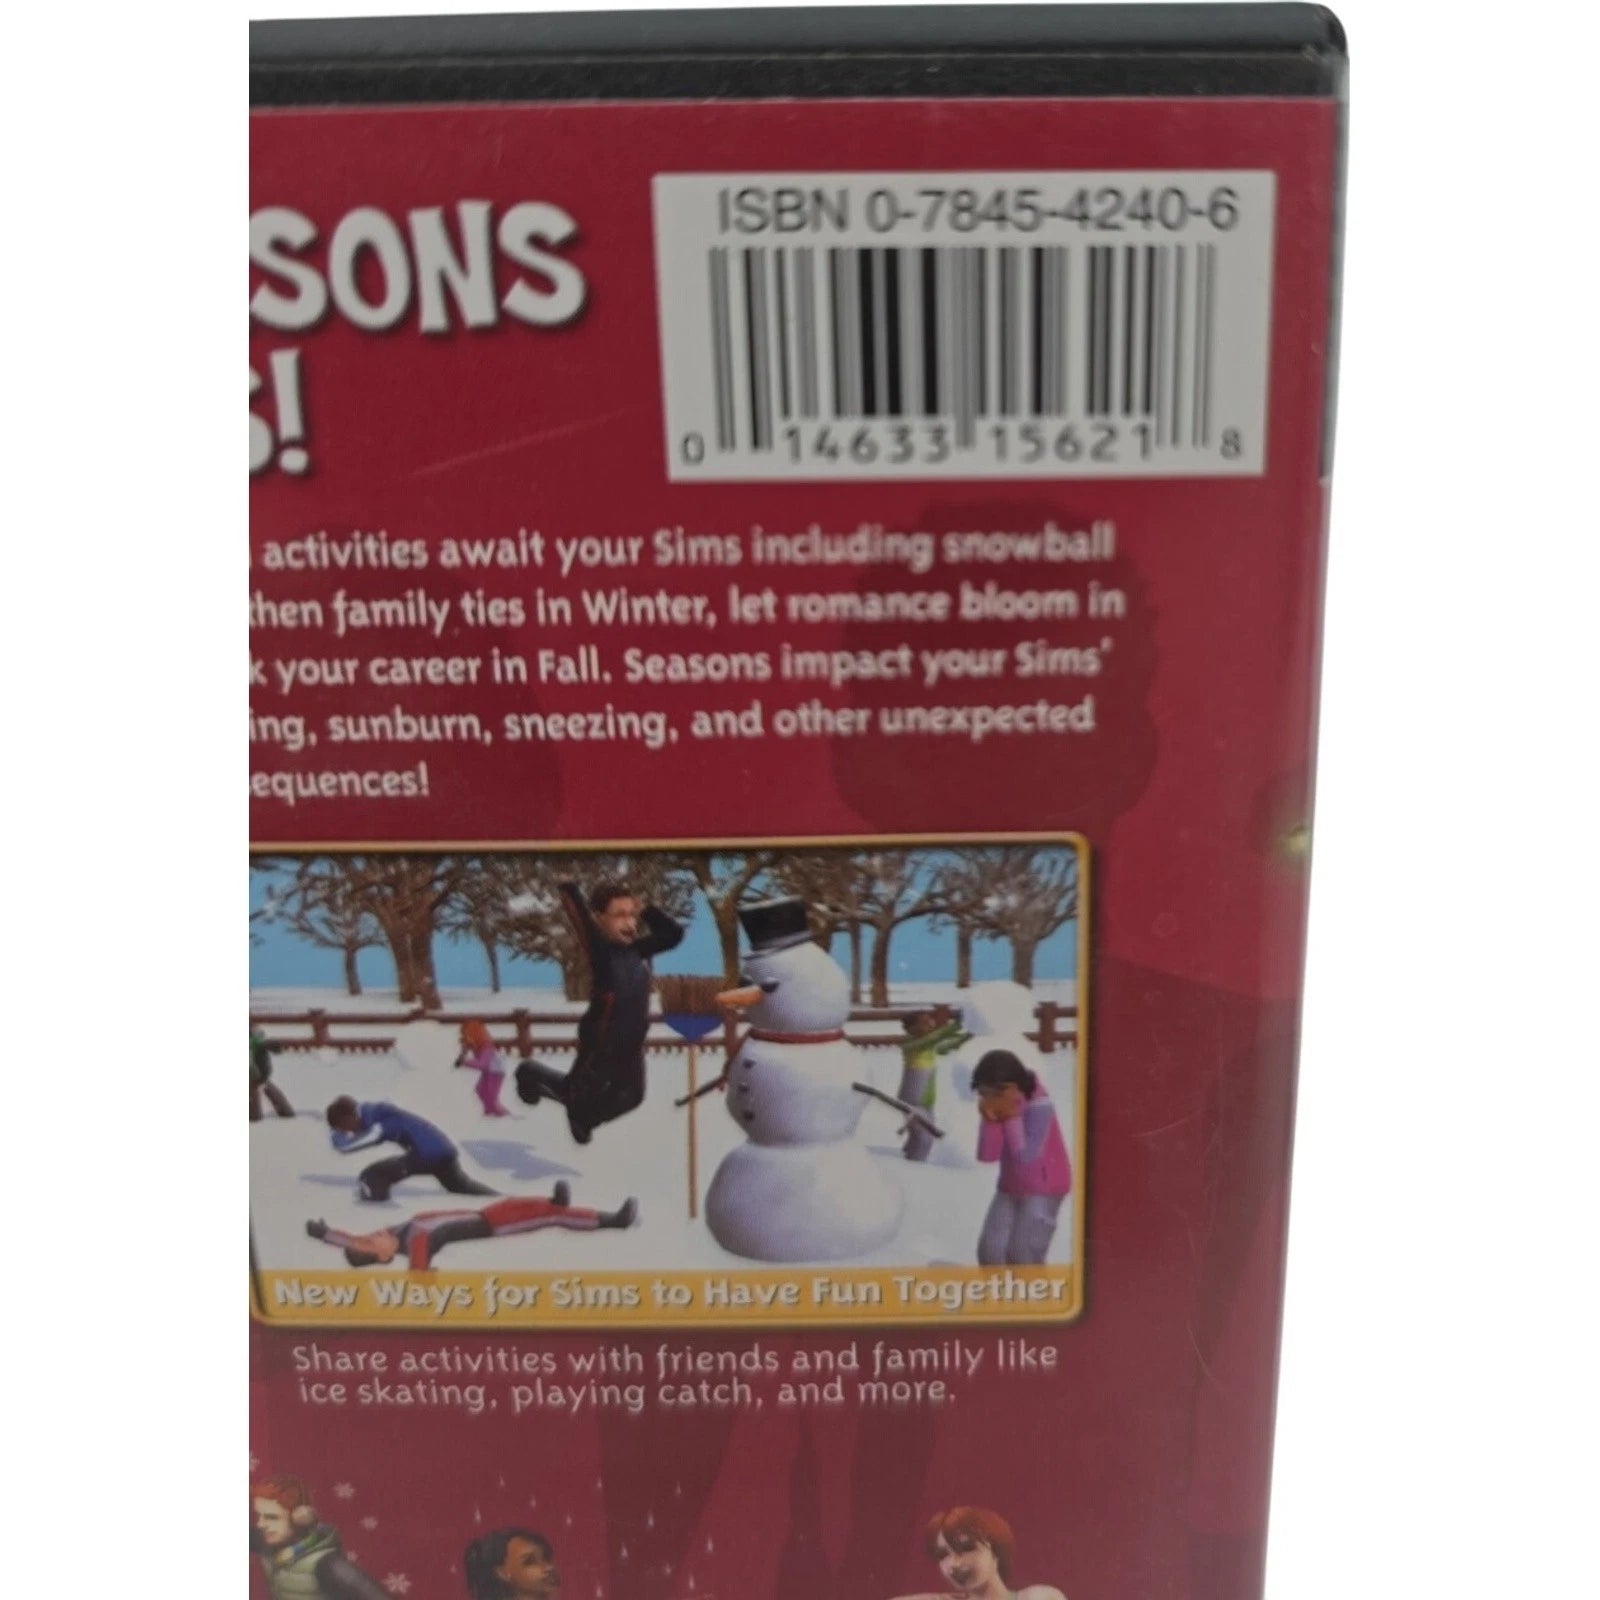 ISBN 0-7845-4240-6
0 14633 15621 8
SONS
S!
activities await your Sims including snowball
then family ties in Winter, let romance bloom in
k your career in Fall. Seasons impact your Sims'
ing, sunburn, sneezing, and other unexpected
equences!
New Ways for Sims to Have Fun Together
Share activities with friends and family like
ice skating, playing catch, and more.